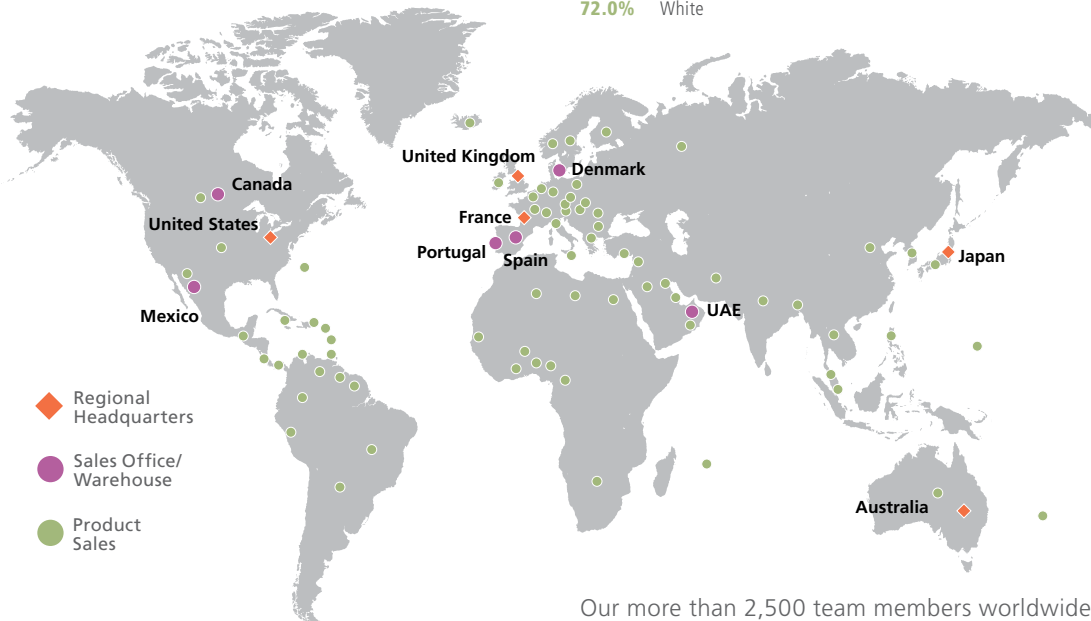 72.0% White
United Kingdom
Denmark
Canada
United States
France
Portugal
Spain
Japan
Mexico
UAE
Regional
Headquarters
Sales Office/
Warehouse
Product
Sales
Australia
Our more than 2,500 team members worldwide